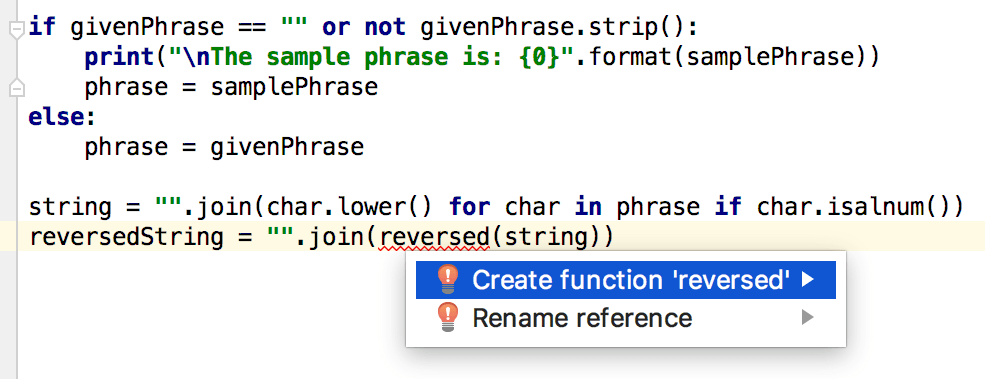 if givenPhrase == "" or not givenPhrase.strip():
    print("\nThe sample phrase is: {0}".format(samplePhrase))
    phrase = samplePhrase
else:
    phrase = givenPhrase
string = "".join(char.lower() for char in phrase if char.isalnum())
reversedString = "".join(reversed(string))
Create function 'reversed'
Rename reference